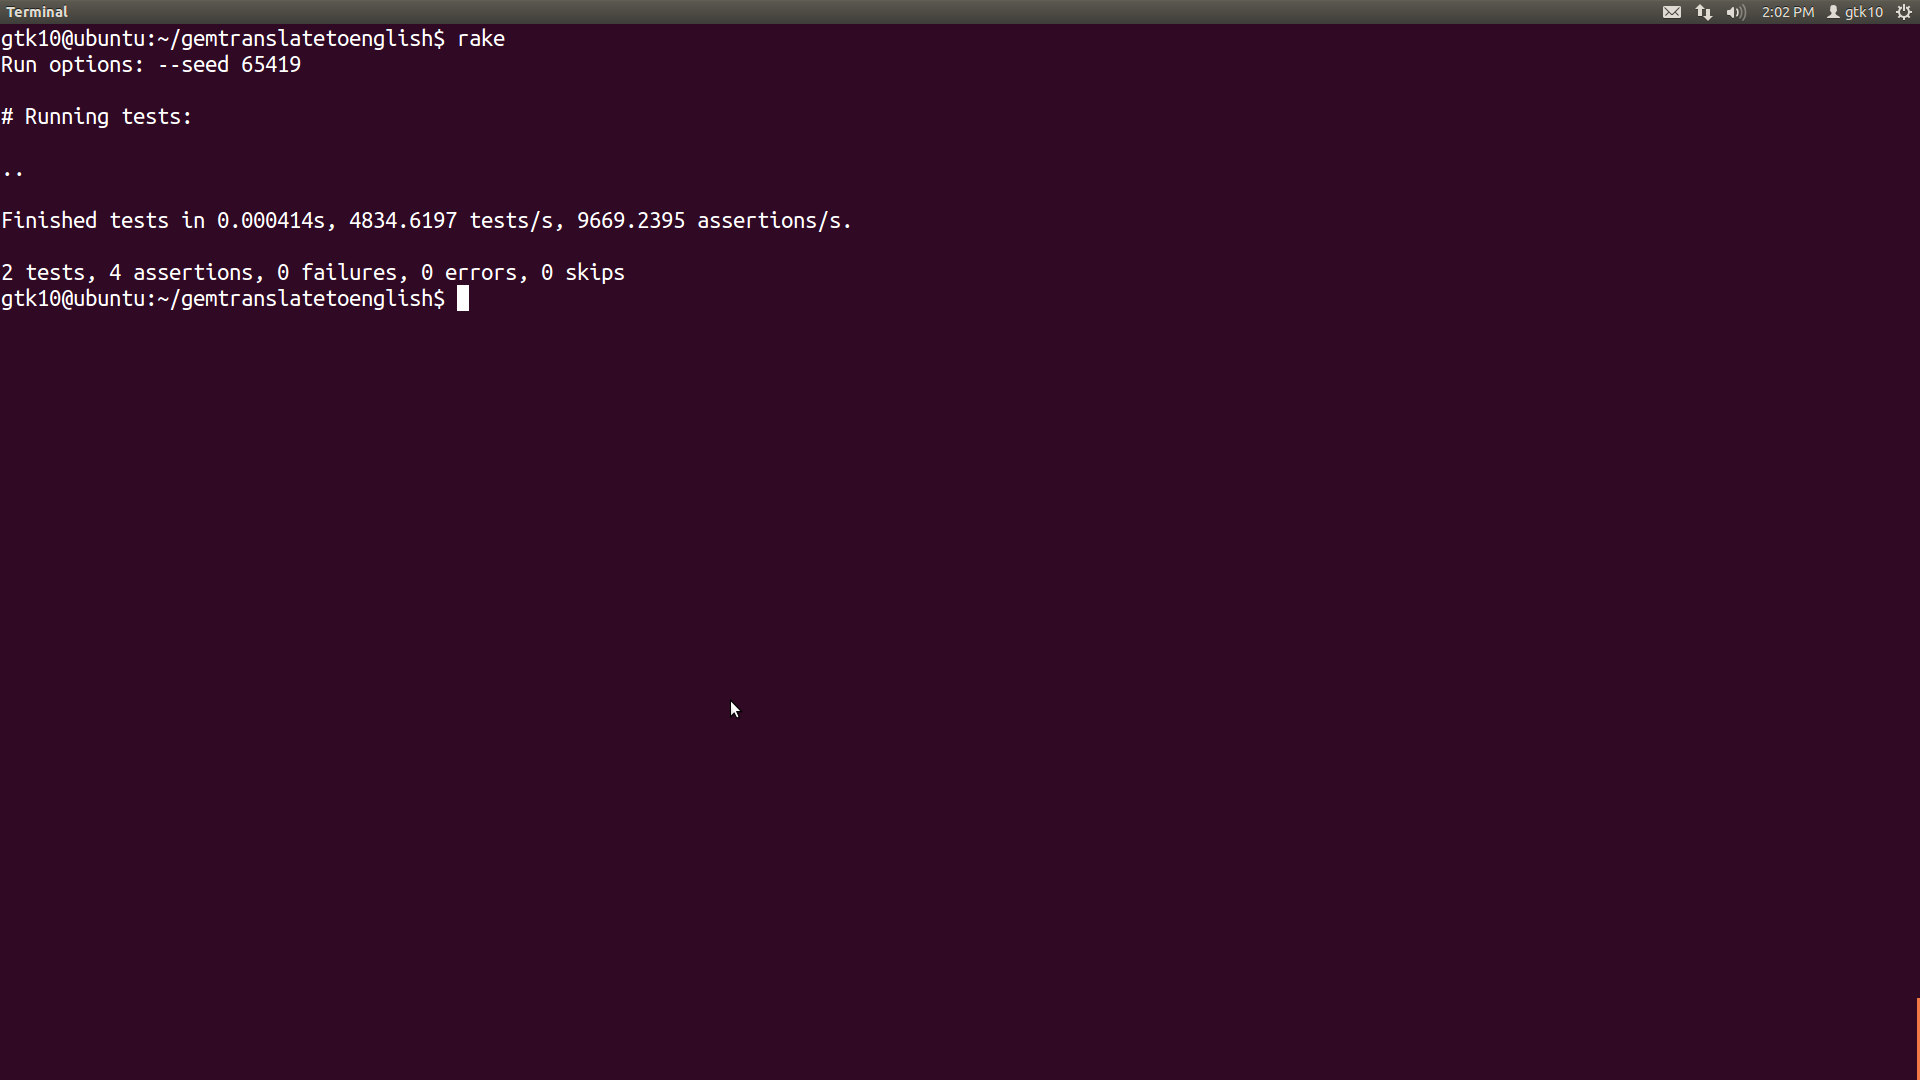 Terminal 2:02 PM gtk10
gtk10@ubuntu:~/gemtranslatetoenglish$ rake
Run options: --seed 65419
# Running tests:
..
Finished tests in 0.000414s, 4834.6197 tests/s, 9669.2395 assertions/s.
2 tests, 4 assertions, 0 failures, 0 errors, 0 skips
gtk10@ubuntu:~/gemtranslatetoenglish$